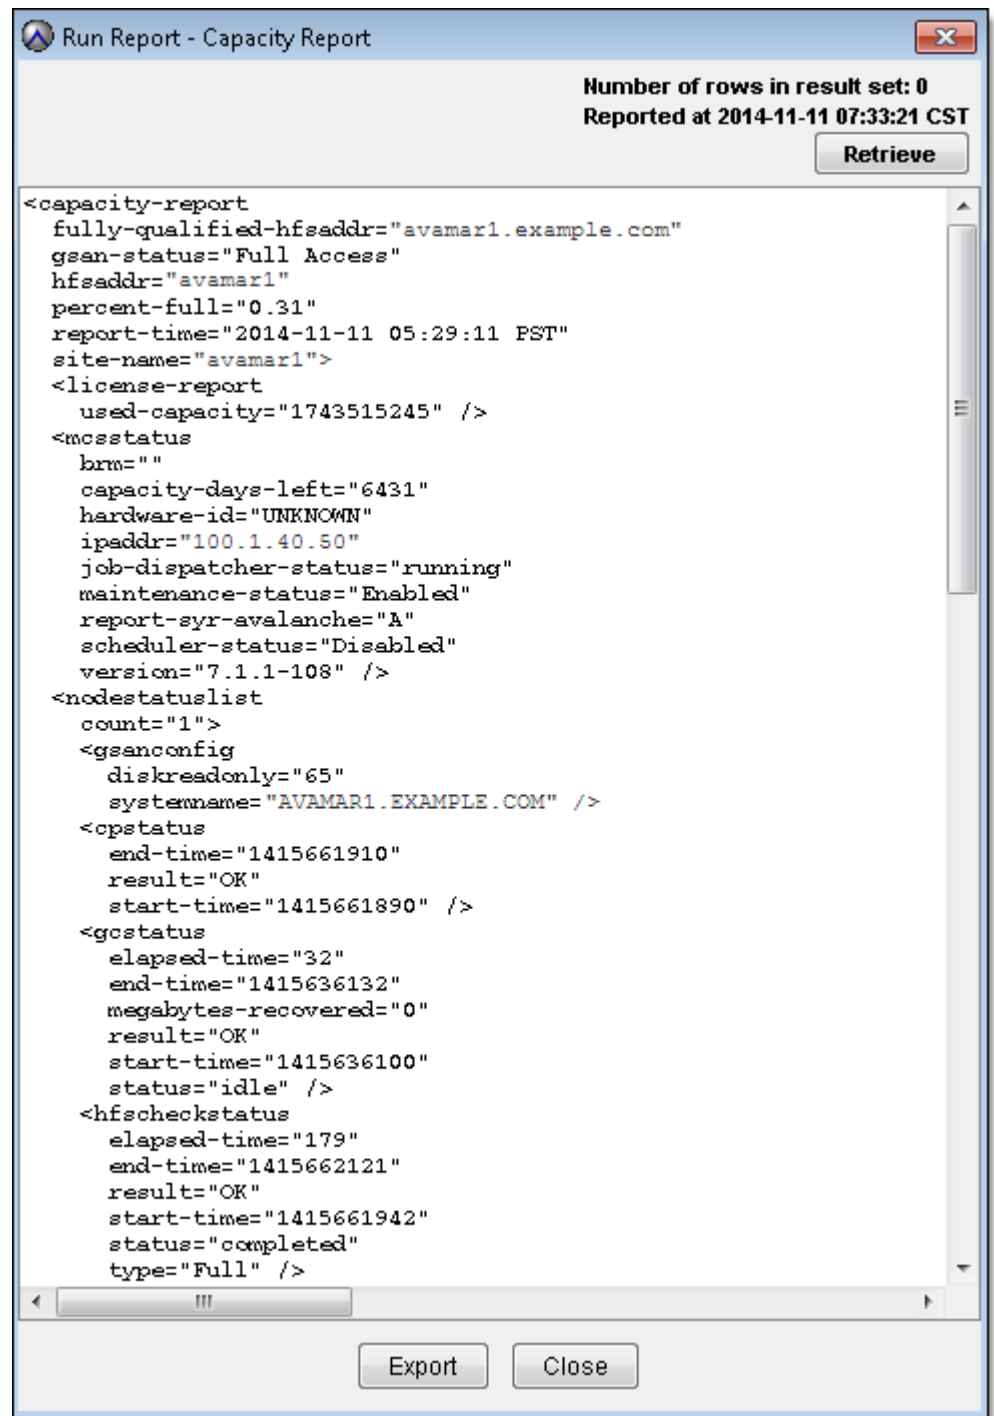 Run Report - Capacity Report
Number of rows in result set: 0
Reported at 2014-11-11 07:33:21 CST
Retrieve
<capacity-report
fully-qualified-hfsaddr="avamar1.example.com"
gsan-status="Full Access"
hfsaddr="avamar1"
percent-full="0.31"
report-time="2014-11-11 05:29:11 PST"
site-name="avamar1">
<license-report
used-capacity="1743515245" />
<mcsstatus
brm=""
capacity-days-left="6431"
hardware-id="UNKNOWN"
ipaddr="100.1.40.50"
job-dispatcher-status="running"
maintenance-status="Enabled"
report-syr-avalanche="A"
scheduler-status="Disabled"
version="7.1.1-108" />
<nodestatuslist
count="1">
<gsanconfig
diskreadonly="65"
systemname="AVAMAR1.EXAMPLE.COM" />
<cpstatus
end-time="1415661910"
result="OK"
start-time="1415661890" />
<gcstatus
elapsed-time="32"
end-time="1415636132"
megabytes-recovered="0"
result="OK"
start-time="1415636100"
status="idle" />
<hfscheckstatus
elapsed-time="179"
end-time="1415662121"
result="OK"
start-time="1415661942"
status="completed"
type="Full" />
Export
Close